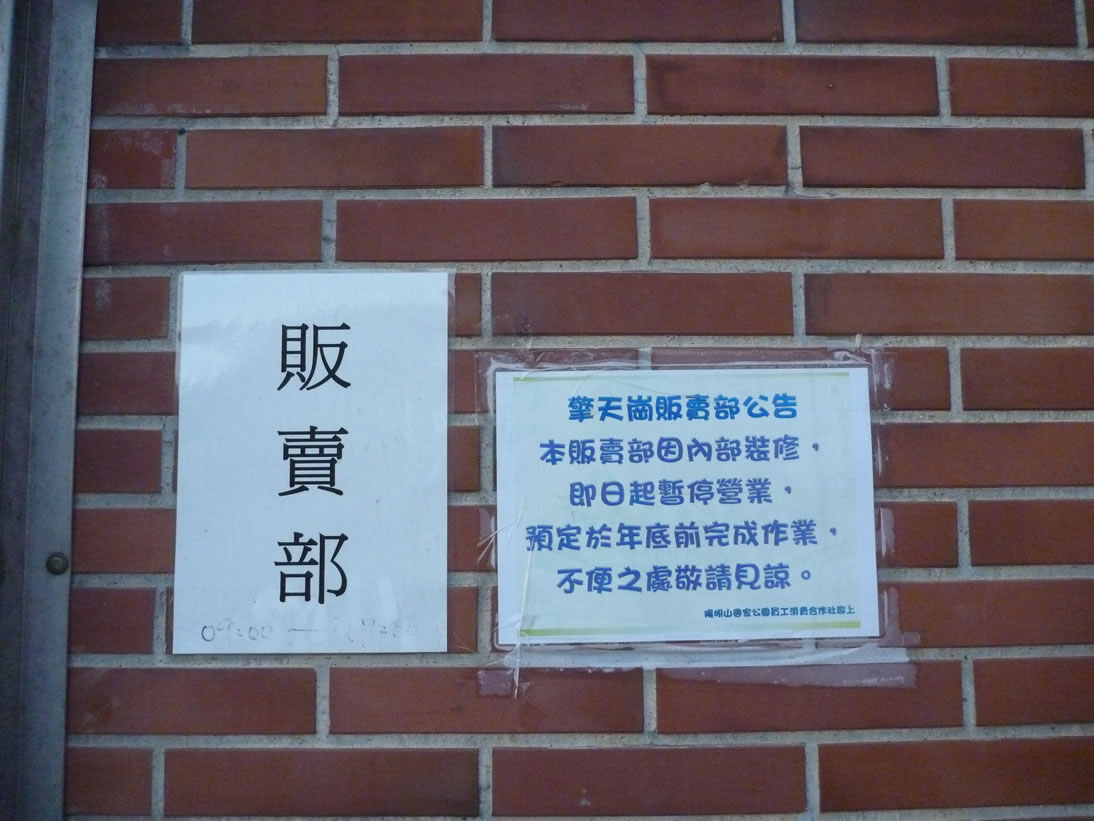 販賣部
擎天崗販賣部公告
本販賣部因內部裝修，
即日起暫停營業，
預定於年底前完成作業，
不便之處敬請見諒。
陽明山國家公園員工消費合作社啟上